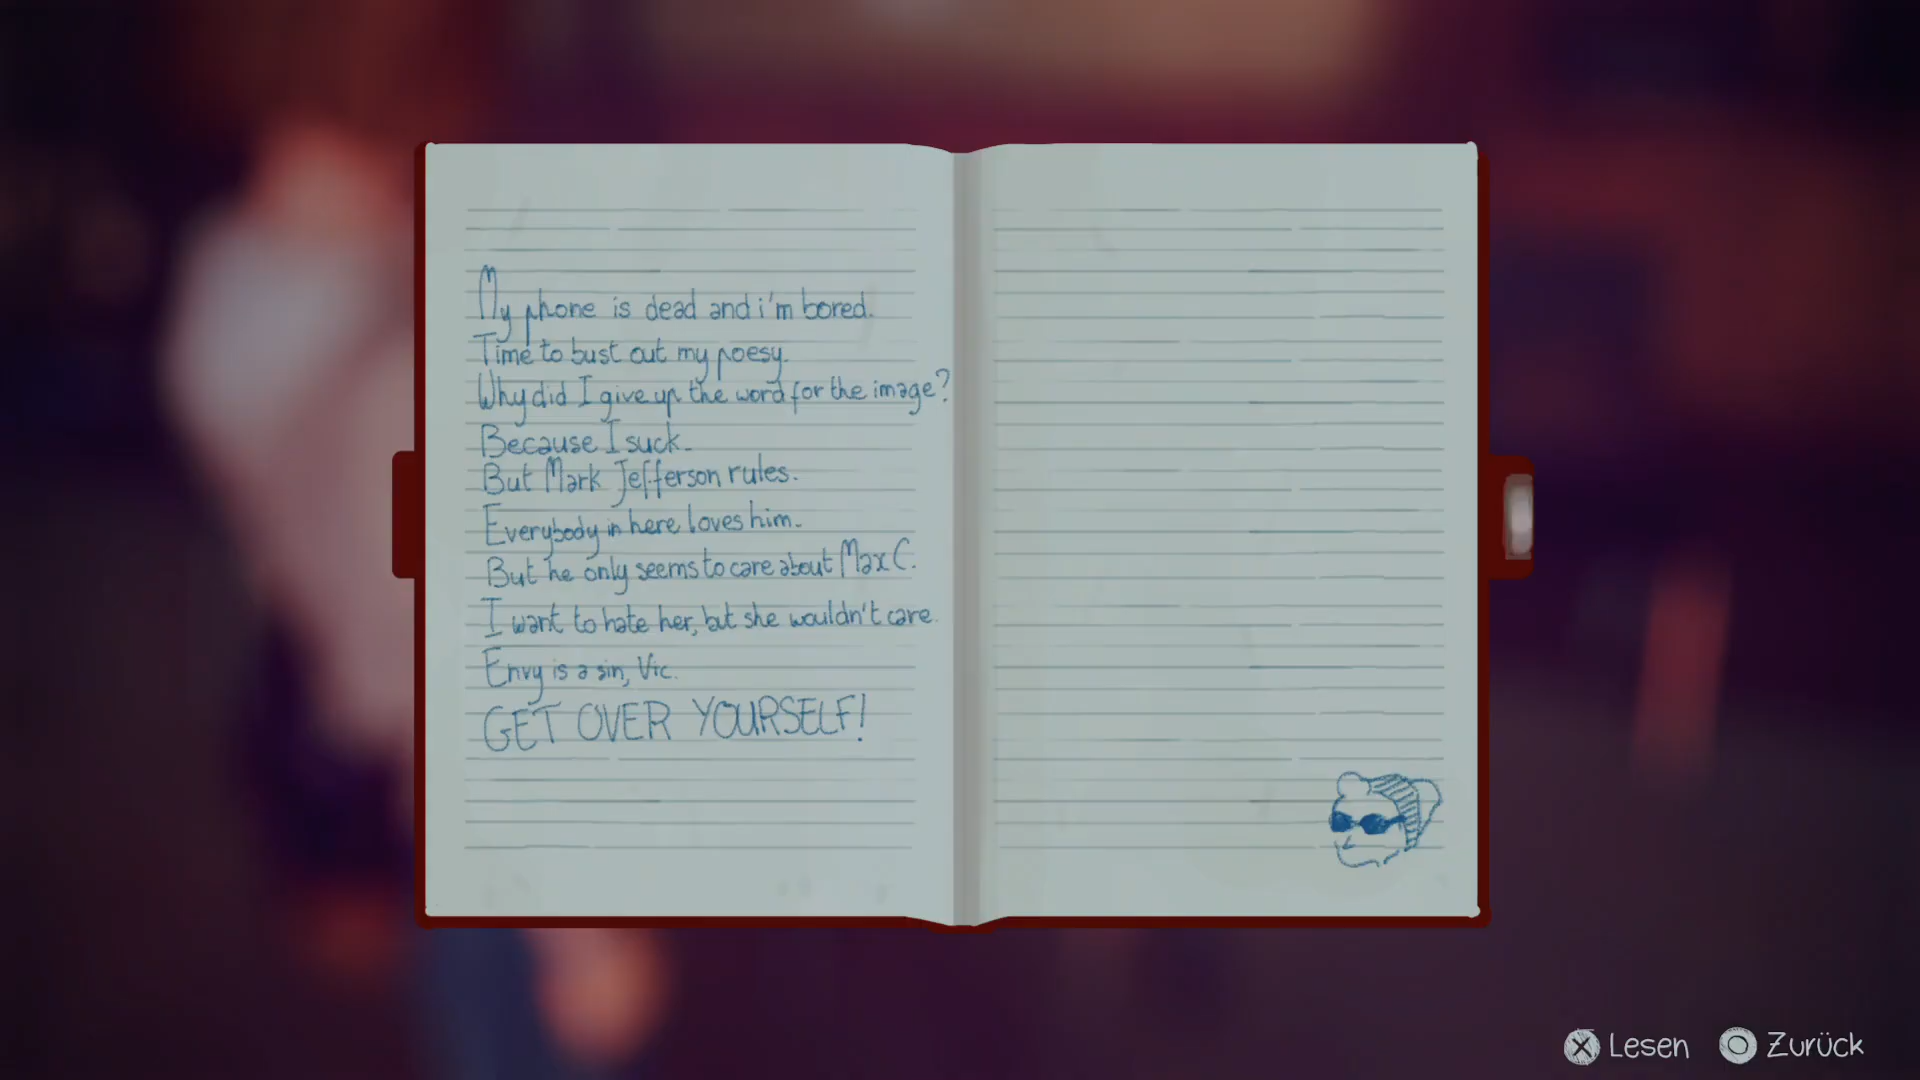 My phone is dead and i'm bored.
Time to bust out my poesy.
Why did I give up the word for the image?
Because I suck.
But Mark Jefferson rules.
Everybody in here loves him.
But he only seems to care about Max C.
I want to hate her, but she wouldn't care.
Envy is a sin, Vic.
GET OVER YOURSELF!
Lesen Zurück